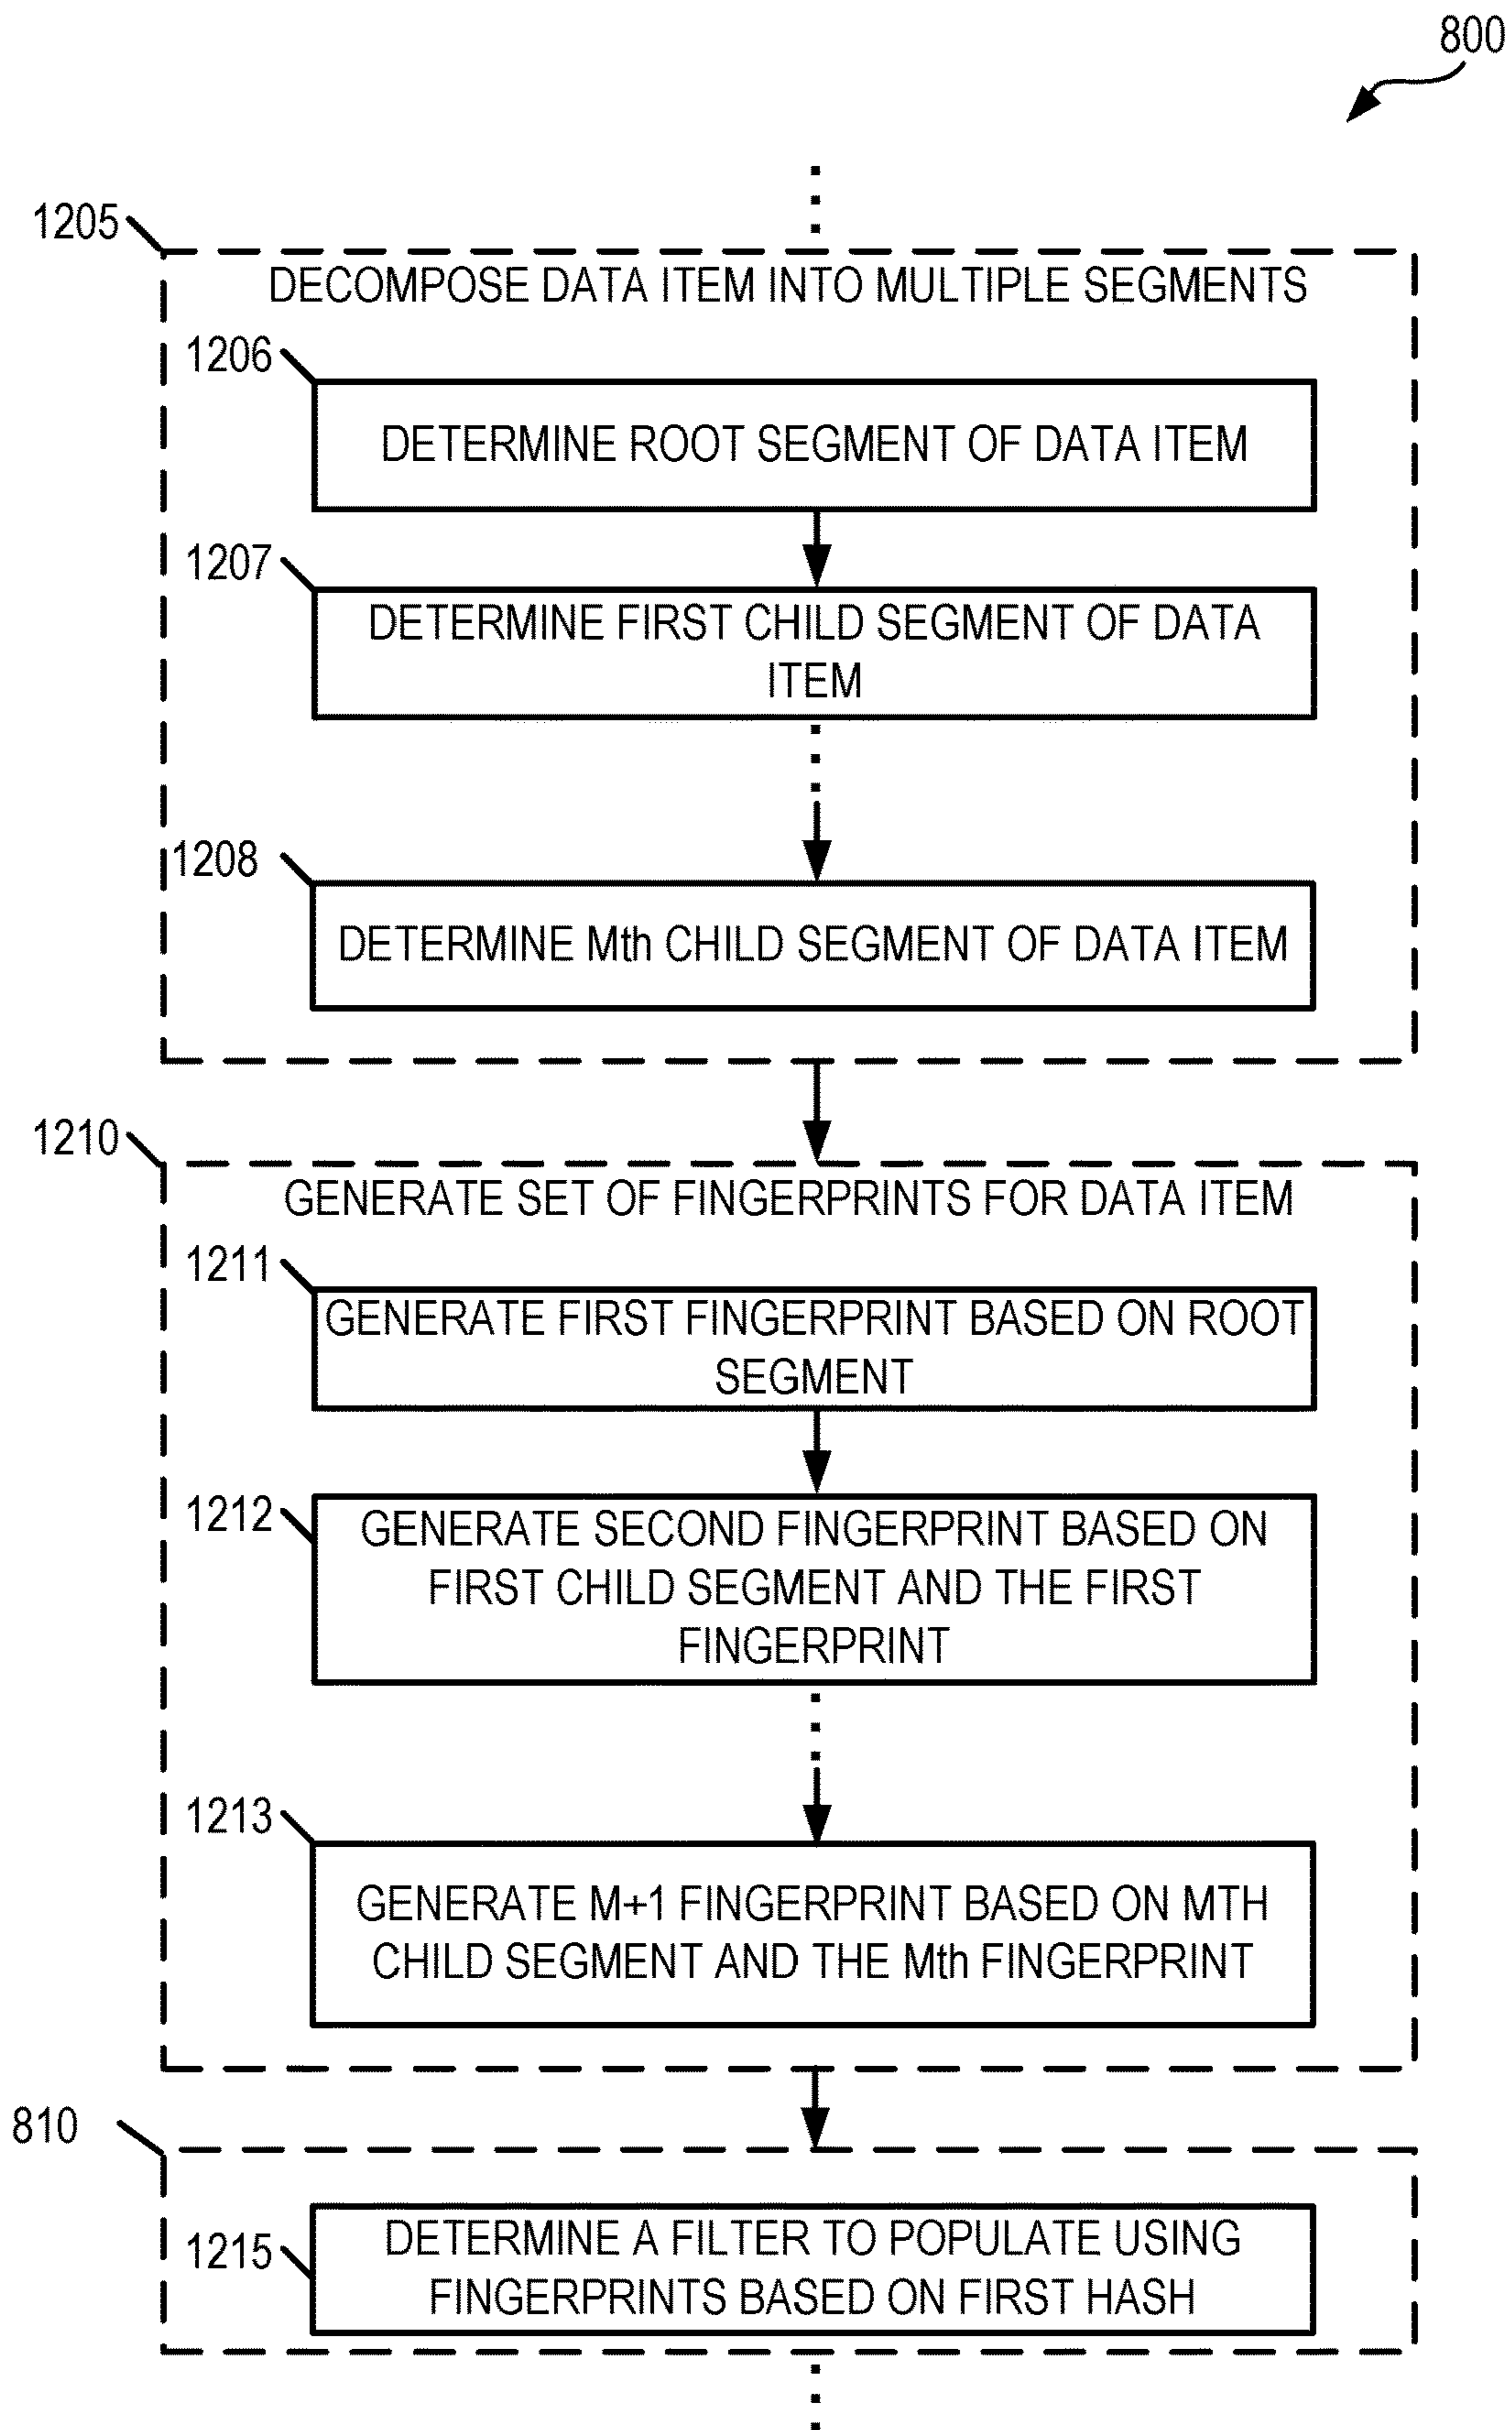 800
1205
DECOMPOSE DATA ITEM INTO MULTIPLE SEGMENTS
1206
DETERMINE ROOT SEGMENT OF DATA ITEM
1207
DETERMINE FIRST CHILD SEGMENT OF DATA
ITEM
1208
DETERMINE Mth CHILD SEGMENT OF DATA ITEM
1210
GENERATE SET OF FINGERPRINTS FOR DATA ITEM
1211
GENERATE FIRST FINGERPRINT BASED ON ROOT
SEGMENT
1212
GENERATE SECOND FINGERPRINT BASED ON
FIRST CHILD SEGMENT AND THE FIRST
FINGERPRINT
1213
GENERATE M+1 FINGERPRINT BASED ON MTH
CHILD SEGMENT AND THE Mth FINGERPRINT
810
1215
DETERMINE A FILTER TO POPULATE USING
FINGERPRINTS BASED ON FIRST HASH